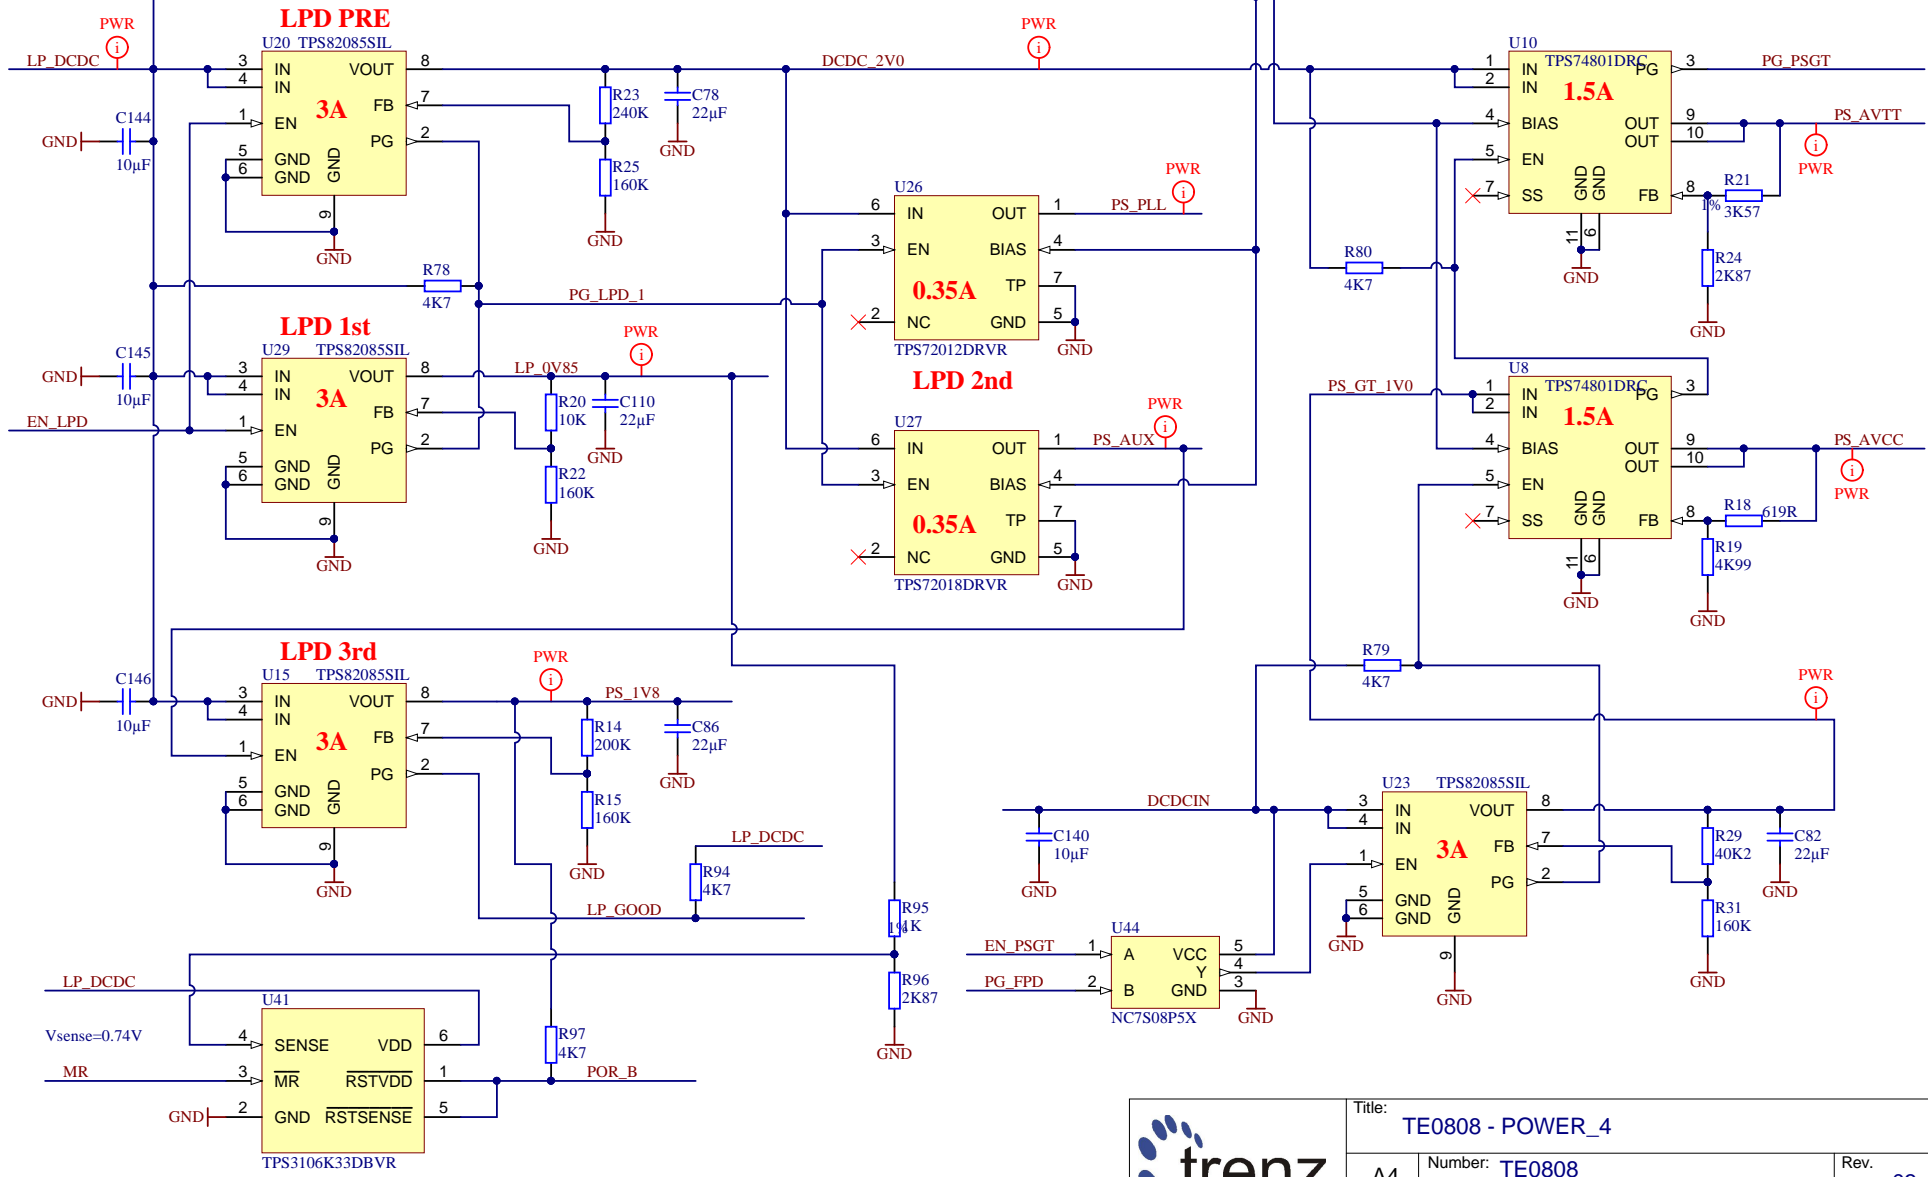 LPD PRE
PWR
LP_DCDC
U20 TPS82085SIL
3 IN VOUT 8
4 IN
3A
FB 7
1 EN
PG 2
5 GND
6 GND
GND
9
GND
GND
C144
10µF
R23
240K
C78
22µF
GND
R25
160K
GND
DCDC_2V0
PWR
R78
4K7
PG_LPD_1
U26
6 IN OUT 1
3 EN BIAS 4
0.35A
TP 7
2 NC GND 5
TPS72012DRVR
GND
PS_PLL
PWR
LPD 2nd
U27
6 IN OUT 1
3 EN BIAS 4
0.35A
TP 7
2 NC GND 5
TPS72018DRVR
GND
PS_AUX
PWR
U10
TPS74801DRC
1 IN PG 3
2 IN
1.5A
4 BIAS OUT 9
OUT 10
5 EN
7 SS FB 8
GND
GND
11
6
GND
PG_PSGT
PS_AVTT
PWR
R21
1% 3K57
R24
2K87
GND
R80
4K7
U8
TPS74801DRC
1 IN PG 3
2 IN
1.5A
4 BIAS OUT 9
OUT 10
5 EN
7 SS FB 8
GND
GND
11
6
GND
PS_GT_1V0
PS_AVCC
PWR
R18 619R
R19
4K99
GND
LPD 1st
U29 TPS82085SIL
3 IN VOUT 8
4 IN
3A
FB 7
1 EN
PG 2
5 GND
6 GND
GND
9
GND
GND
C145
10µF
EN_LPD
LP_0V85
PWR
R20
10K
C110
22µF
GND
R22
160K
GND
LPD 3rd
U15 TPS82085SIL
3 IN VOUT 8
4 IN
3A
FB 7
1 EN
PG 2
5 GND
6 GND
GND
9
GND
GND
C146
10µF
PWR
PS_1V8
R14
200K
C86
22µF
GND
R15
160K
GND
LP_DCDC
R94
4K7
LP_GOOD
R95
1% 1K
R96
2K87
GND
LP_DCDC
U41
Vsense=0.74V
4 SENSE VDD 6
MR
3 MR RSTVDD 1
GND
2 GND RSTSENSE 5
TPS3106K33DBVR
R97
4K7
POR_B
R79
4K7
PWR
DCDCIN
C140
10µF
GND
U23 TPS82085SIL
3 IN VOUT 8
4 IN
3A
FB 7
1 EN
PG 2
5 GND
6 GND
GND
9
GND
GND
R29
40K2
C82
22µF
GND
R31
160K
GND
EN_PSGT
PG_FPD
U44
1 A VCC 5
Y 4
2 B GND 3
NC7S08P5X
GND
trenz
Title:
TE0808 - POWER_4
A4
Number: TE0808
Rev.